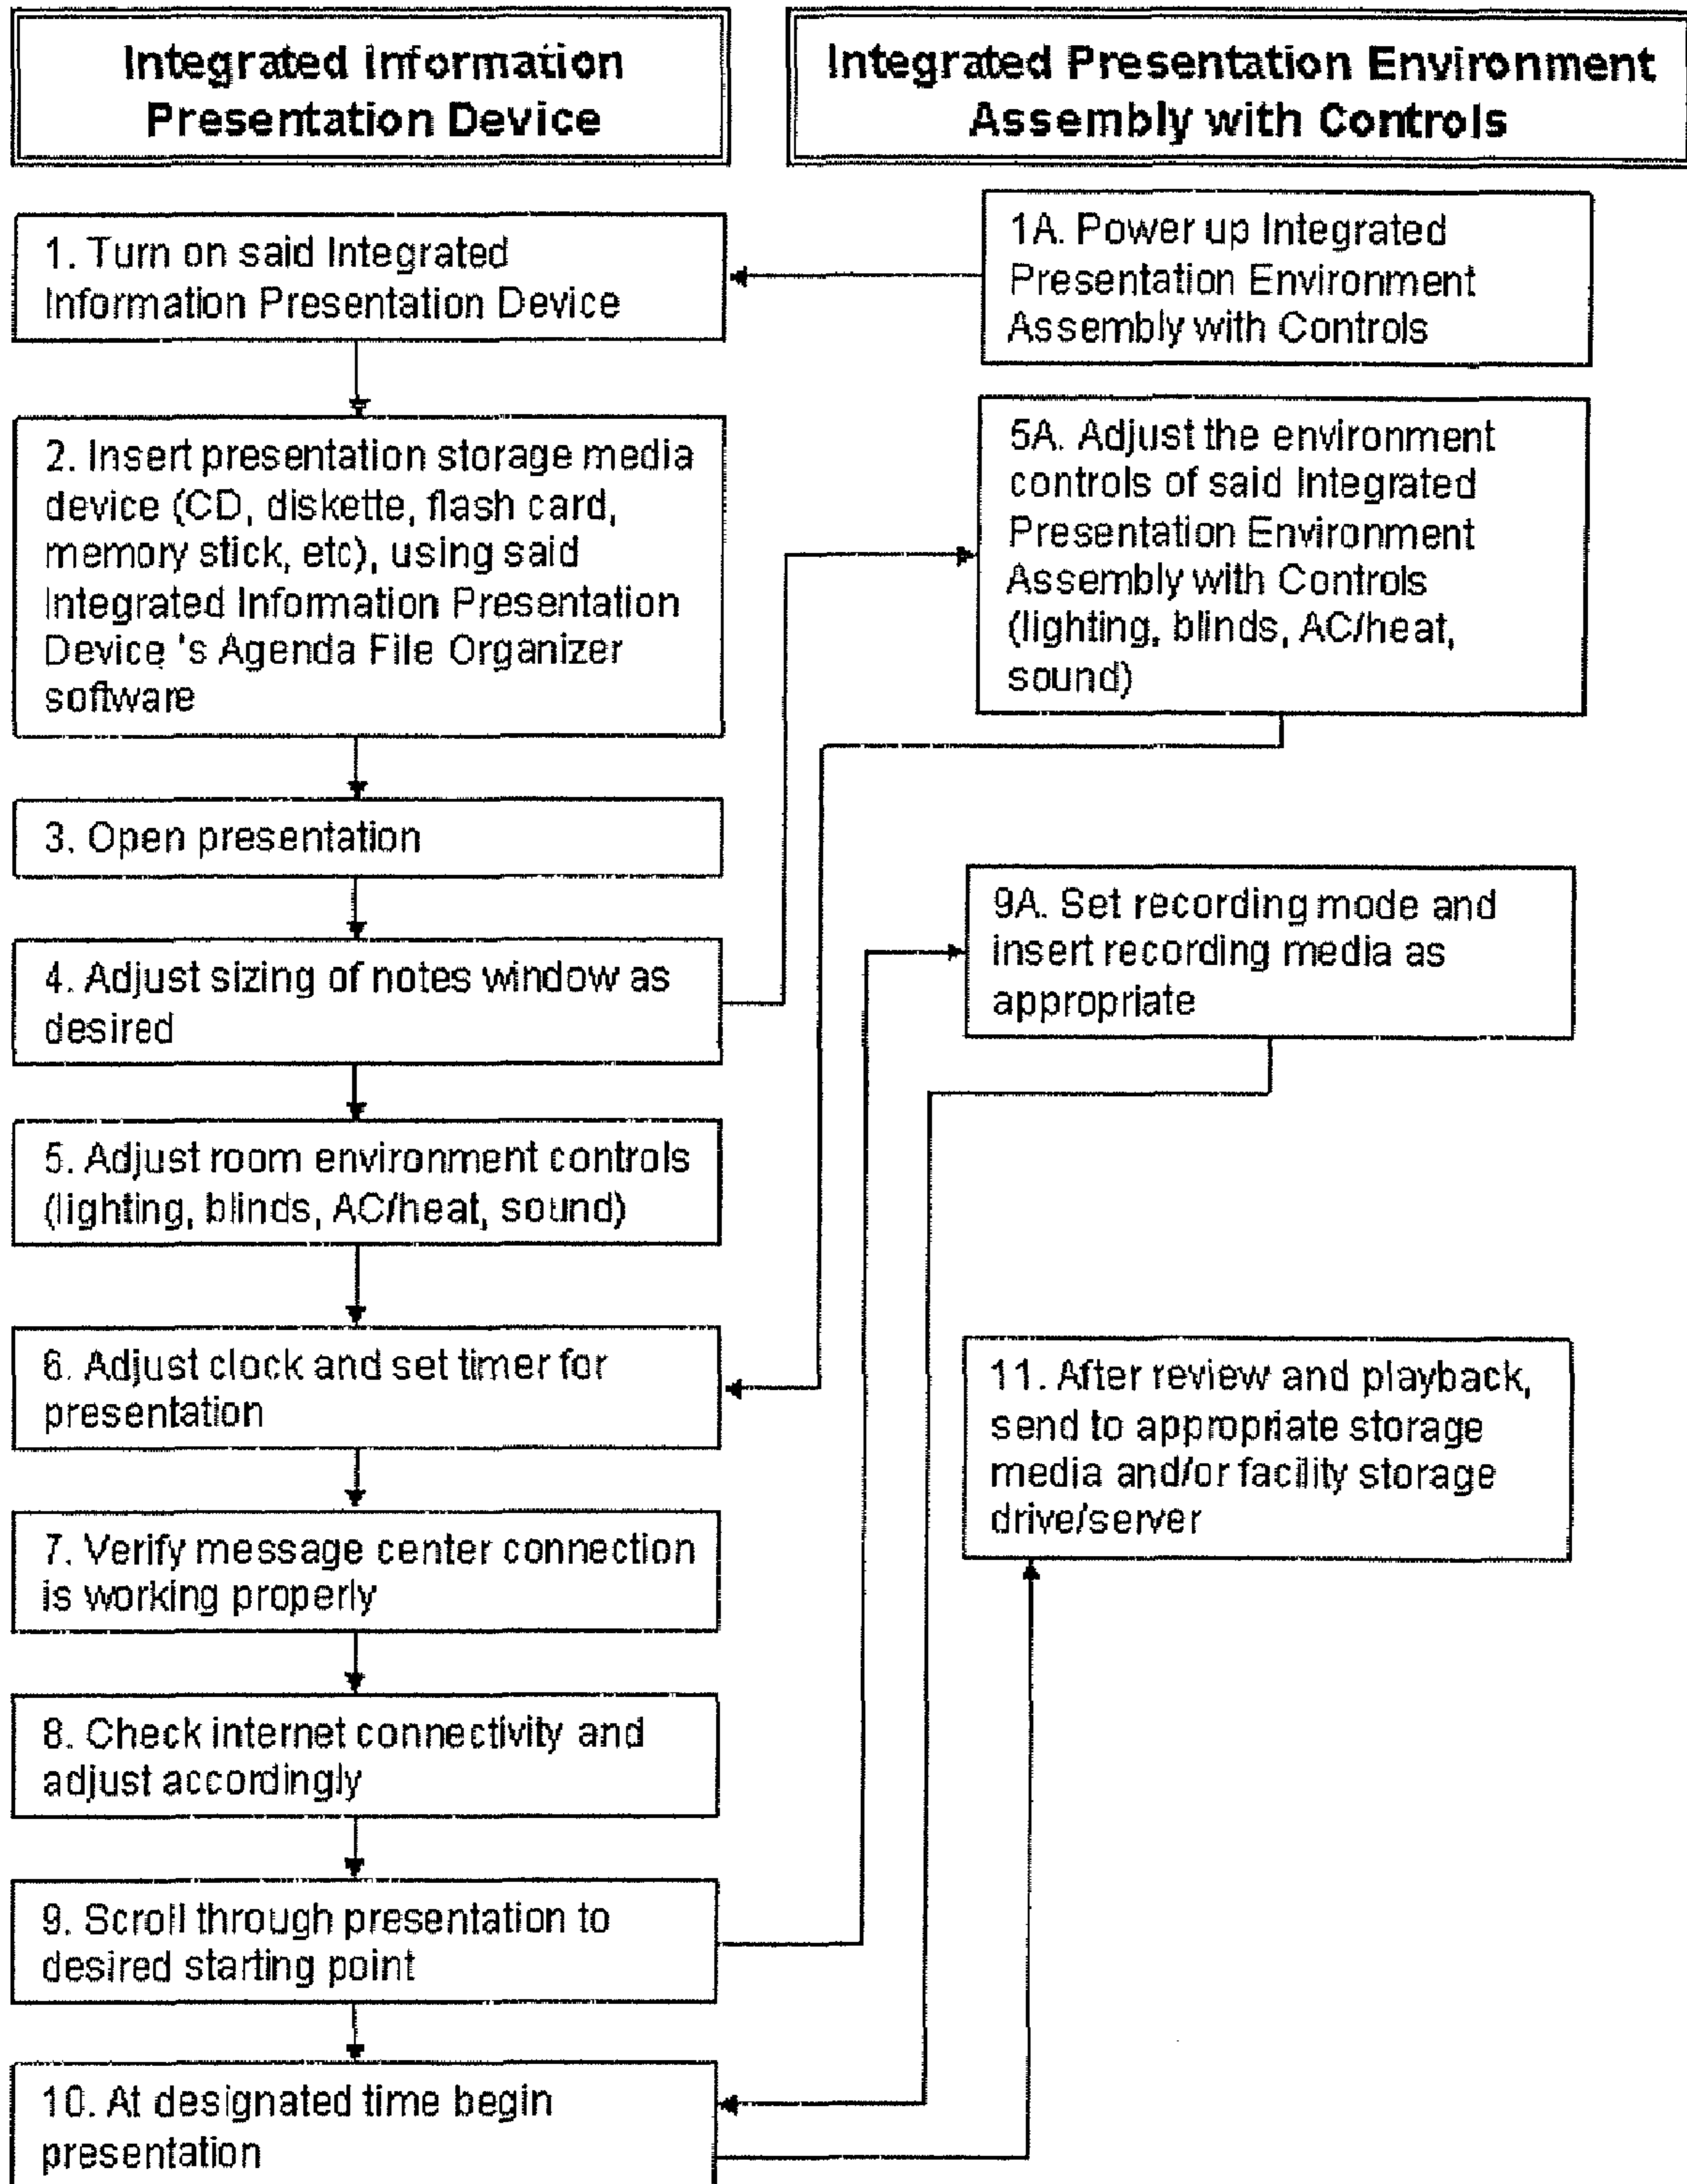 Integrated Information
Presentation Device
Integrated Presentation Environment
Assembly with Controls
1. Turn on said Integrated
Information Presentation Device
1A. Power up Integrated
Presentation Environment
Assembly with Controls
2. Insert presentation storage media
device (CD, diskette, flash card,
memory stick, etc), using said
Integrated Information Presentation
Device 's Agenda File Organizer
software
5A. Adjust the environment
controls of said Integrated
Presentation Environment
Assembly with Controls
(lighting, blinds, AC/heat,
sound)
3. Open presentation
4. Adjust sizing of notes window as
desired
9A. Set recording mode and
insert recording media as
appropriate
5. Adjust room environment controls
(lighting, blinds, AC/heat, sound)
6. Adjust clock and set timer for
presentation
11. After review and playback,
send to appropriate storage
media and/or facility storage
drive/server
7. Verify message center connection
is working properly
8. Check internet connectivity and
adjust accordingly
9. Scroll through presentation to
desired starting point
10. At designated time begin
presentation